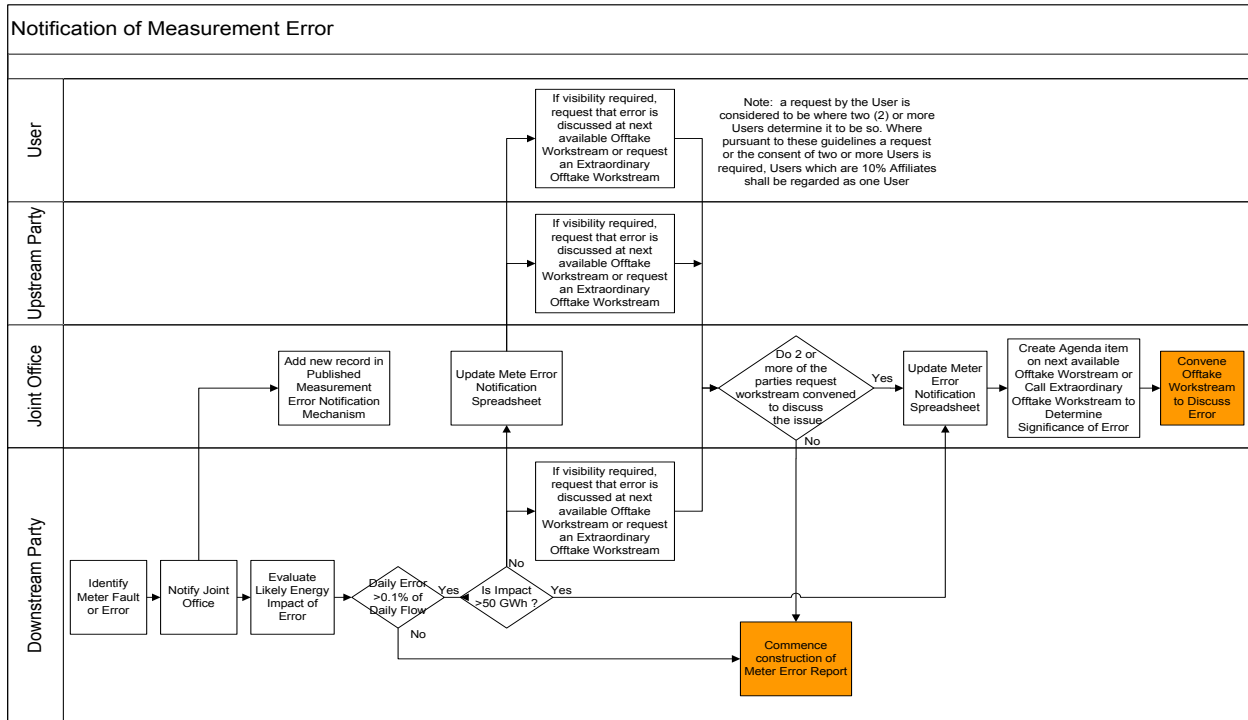 Notification of Measurement Error
User
If visibility required,
request that error is
discussed at next
available Offtake
Workstream or request
an Extraordinary
Offtake Workstream
Note:  a request by the User is
considered to be where two (2) or more
Users determine it to be so. Where
pursuant to these guidelines a request
or the consent of two or more Users is
required, Users which are 10% Affiliates
shall be regarded as one User
Upstream Party
If visibility required,
request that error is
discussed at next
available Offtake
Workstream or request
an Extraordinary
Offtake Workstream
Joint Office
Add new record in
Published
Measurement
Error Notification
Mechanism
Update Mete Error
Notification
Spreadsheet
Do 2 or
more of the
parties request
workstream convened
to discuss
the issue
Yes
No
Update Meter
Error
Notification
Spreadsheet
Create Agenda item
on next available
Offtake Worstream or
Call Extraordinary
Offtake Workstream to
Determine
Significance of Error
Convene
Offtake
Workstream
to Discuss
Error
Downstream Party
If visibility required,
request that error is
discussed at next
available Offtake
Workstream or request
an Extraordinary
Offtake Workstream
Identify
Meter Fault
or Error
Notify Joint
Office
Evaluate
Likely Energy
Impact of
Error
Daily Error
>0.1% of
Daily Flow
Yes
No
Is Impact
>50 GWh ?
No
Yes
Commence
construction of
Meter Error Report